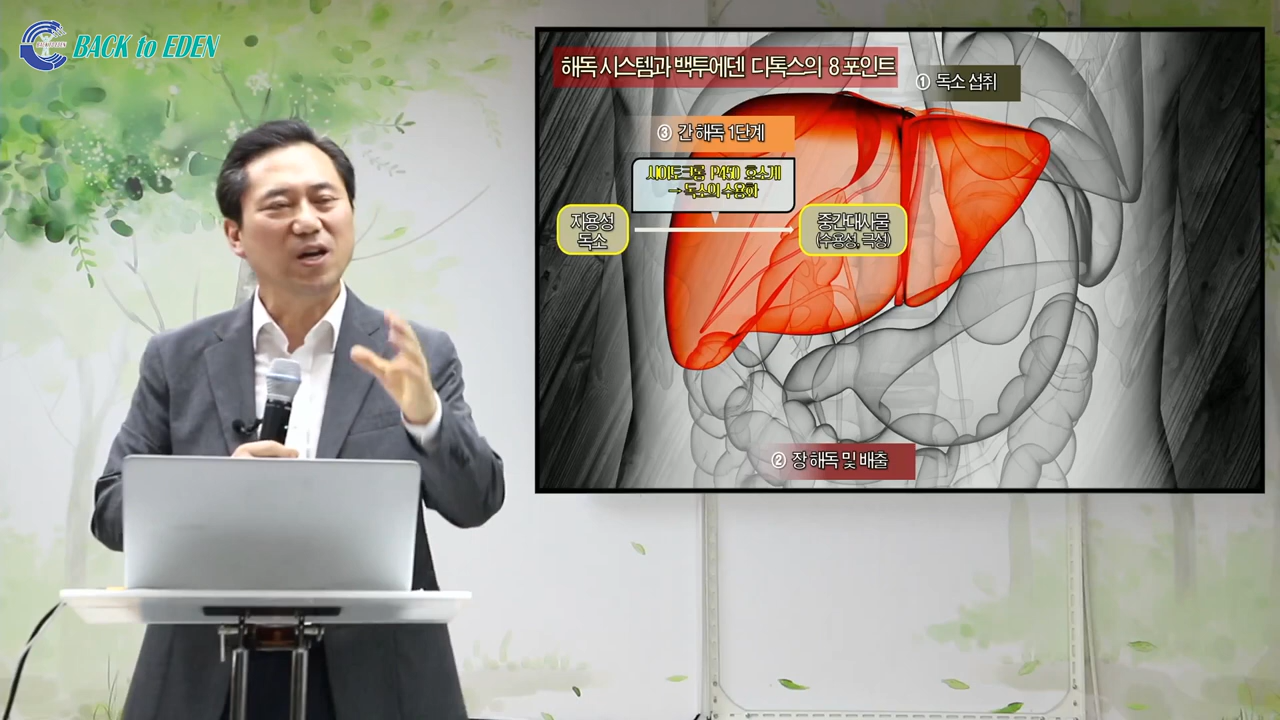 BACK to EDEN
해독 시스템과 백투에덴 디톡스의 8 포인트
① 독소 섭취
③ 간 해독 1단계
사이토크롬 P450 효소계
→ 독소의 수용화
지용성
독소
중간대사물
(수용성, 극성)
② 장 해독 및 배출